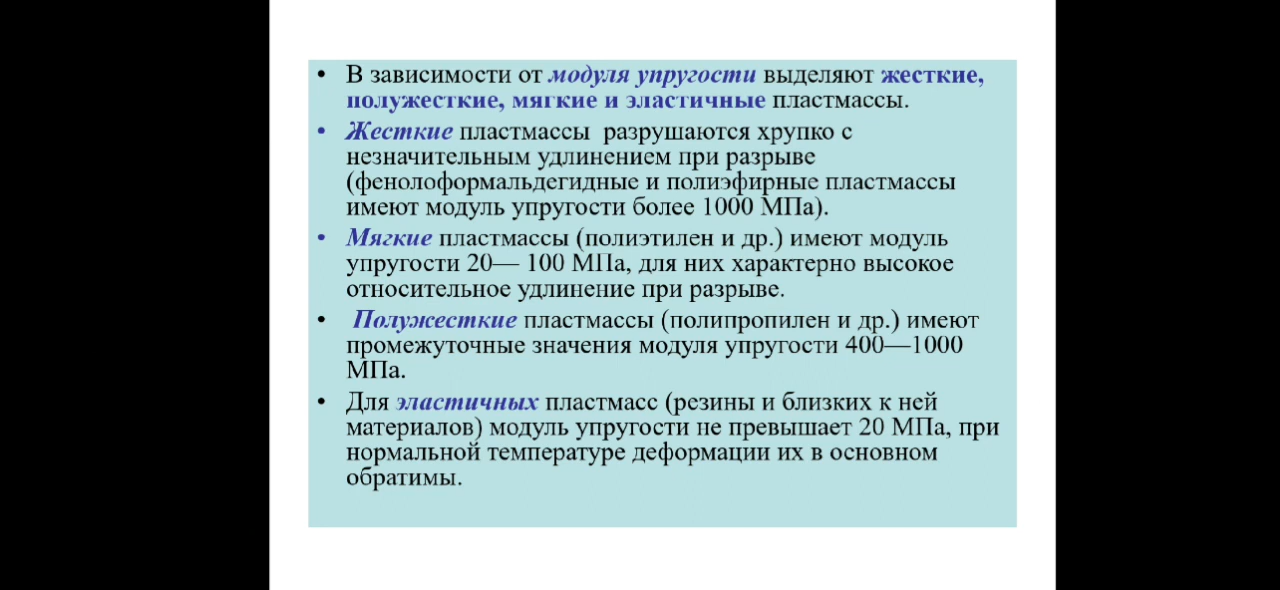 • В зависимости от модуля упругости выделяют жесткие,
полужесткие, мягкие и эластичные пластмассы.
• Жесткие пластмассы разрушаются хрупко с
незначительным удлинением при разрыве
(фенолоформальдегидные и полиэфирные пластмассы
имеют модуль упругости более 1000 МПа).
• Мягкие пластмассы (полиэтилен и др.) имеют модуль
упругости 20— 100 МПа, для них характерно высокое
относительное удлинение при разрыве.
• Полужесткие пластмассы (полипропилен и др.) имеют
промежуточные значения модуля упругости 400—1000
МПа.
• Для эластичных пластмасс (резины и близких к ней
материалов) модуль упругости не превышает 20 МПа, при
нормальной температуре деформации их в основном
обратимы.